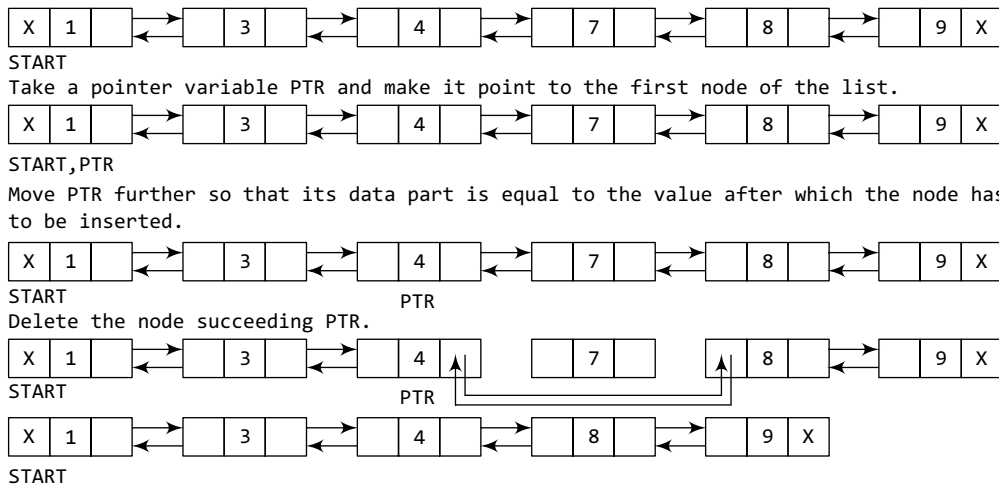 X 1 3 4 7 8 9 X
START
Take a pointer variable PTR and make it point to the first node of the list.
X 1 3 4 7 8 9 X
START,PTR
Move PTR further so that its data part is equal to the value after which the node has
to be inserted.
X 1 3 4 7 8 9 X
START PTR
Delete the node succeeding PTR.
X 1 3 4 7 8 9 X
START PTR
X 1 3 4 8 9 X
START